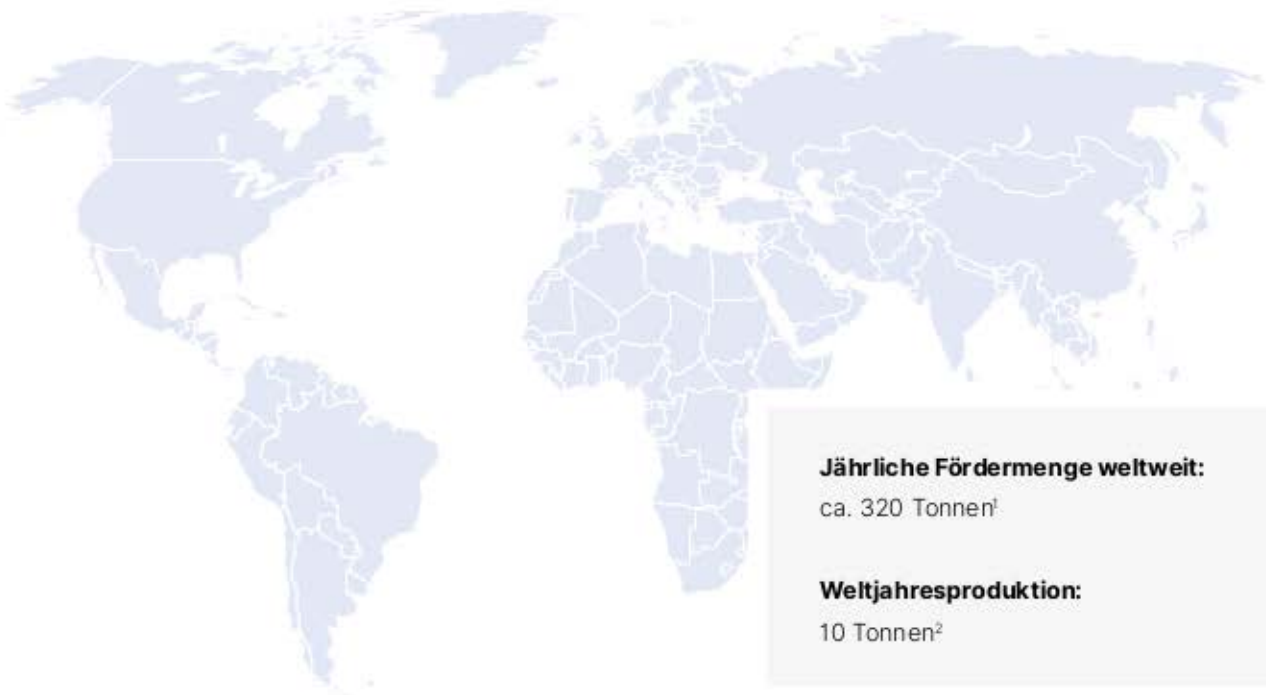 Jährliche Fördermenge weltweit:
ca. 320 Tonnen¹
Weltjahresproduktion:
10 Tonnen²